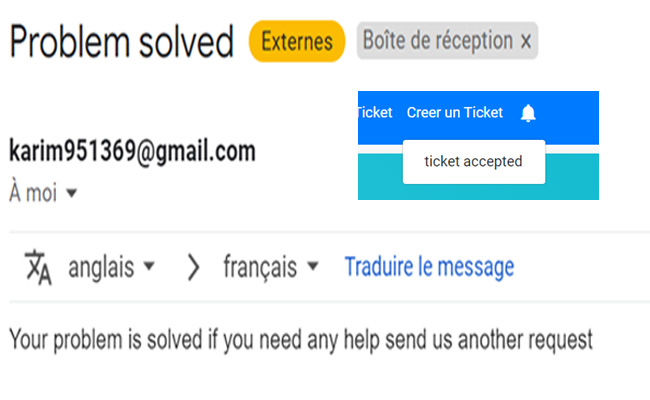 Problem solved Externes Boîte de réception ×
Ticket Creer un Ticket
karim951369@gmail.com
ticket accepted
À moi
anglais français Traduire le message
Your problem is solved if you need any help send us another request